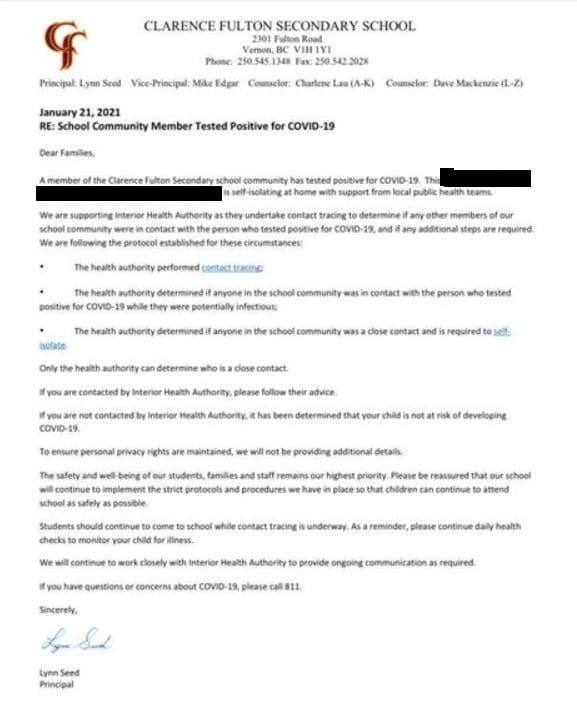 CLARENCE FULTON SECONDARY SCHOOL
2301 Fulton Road
Vernon, BC V1H 1Y1
Phone: 250.545.1348 Fax: 250.542.2028
Principal: Lynn Seed Vice-Principal: Mike Edgar Counselor: Charlene Lau (A-K) Counselor: Dave Mackenzie (L-Z)
January 21, 2021
RE: School Community Member Tested Positive for COVID-19
Dear Families,
A member of the Clarence Fulton Secondary school community has tested positive for COVID-19. This
is self-isolating at home with support from local public health teams.
We are supporting Interior Health Authority as they undertake contact tracing to determine if any other members of our
school community were in contact with the person who tested positive for COVID-19, and if any additional steps are required.
We are following the protocol established for these circumstances:
• The health authority performed contact tracing;
• The health authority determined if anyone in the school community was in contact with the person who tested
positive for COVID-19 while they were potentially infectious;
• The health authority determined if anyone in the school community was a close contact and is required to self-
isolate.
Only the health authority can determine who is a close contact.
If you are contacted by Interior Health Authority, please follow their advice.
If you are not contacted by Interior Health Authority, it has been determined that your child is not at risk of developing
COVID-19.
To ensure personal privacy rights are maintained, we will not be providing additional details.
The safety and well-being of our students, families and staff remains our highest priority. Please be reassured that our school
will continue to implement the strict protocols and procedures we have in place so that children can continue to attend
school as safely as possible.
Students should continue to come to school while contact tracing is underway. As a reminder, please continue daily health
checks to monitor your child for illness.
We will continue to work closely with Interior Health Authority to provide ongoing communication as required.
If you have questions or concerns about COVID-19, please call 811.
Sincerely,
Lynn Seed
Lynn Seed
Principal